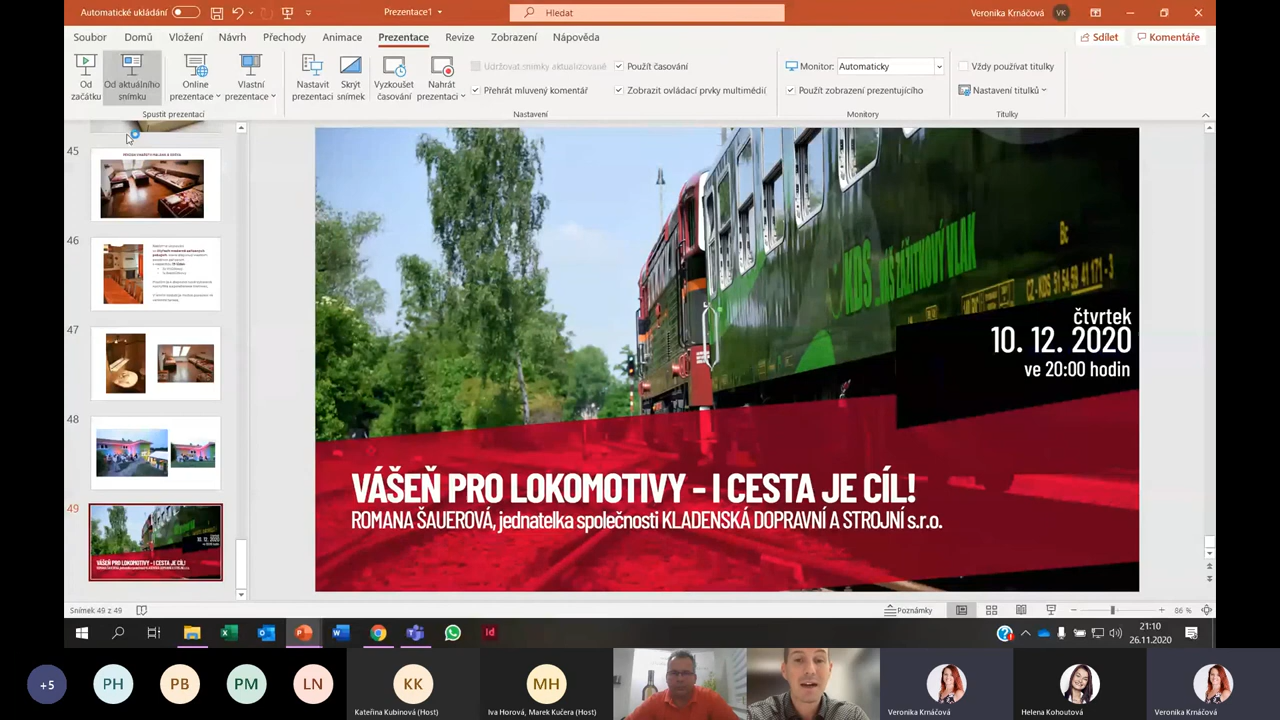 Automatické ukládání
Prezentace1
Hledat
Veronika Krnáčová
VK
Soubor
Domů
Vložení
Návrh
Přechody
Animace
Prezentace
Revize
Zobrazení
Nápověda
Sdílet
Komentáře
Od začátku
Od aktuálního snímku
Online prezentace
Vlastní prezentace
Nastavit prezentaci
Skrýt snímek
Vyzkoušet časování
Nahrát prezentaci
Udržovat snímky aktualizované
Přehrát mluvený komentář
Použít časování
Zobrazit ovládací prvky multimédií
Monitor:
Automaticky
Použít zobrazení prezentujícího
Vždy používat titulky
Nastavení titulků
Spustit prezentaci
Nastavení
Monitory
Titulky
45
46
47
48
49
čtvrtek
10. 12. 2020
ve 20:00 hodin
VÁŠEŇ PRO LOKOMOTIVY - I CESTA JE CÍL!
ROMANA ŠAUEROVÁ, jednatelka společnosti KLADENSKÁ DOPRAVNÍ A STROJNÍ s.r.o.
Snímek 49 z 49
Poznámky
86 %
Id
21:10
26.11.2020
+5
PH
PB
PM
LN
KK
Kateřina Kubinová (Host)
MH
Iva Horová, Marek Kučera (Host)
Veronika Krnáčová
Helena Kohoutová
Veronika Krnáčová